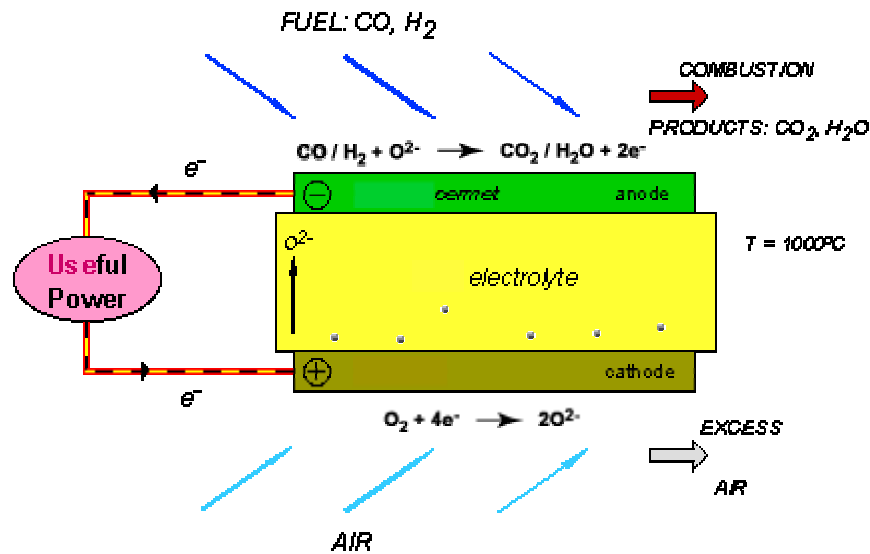 FUEL: CO, H₂
COMBUSTION
PRODUCTS: CO₂, H₂O
CO / H₂ + O²⁻ → CO₂ / H₂O + 2e⁻
e⁻
⊖ cermet anode
O²⁻
T = 1000ºC
Useful
Power
electrolyte
⊕ cathode
e⁻
O₂ + 4e⁻ → 2O²⁻
EXCESS
AIR
AIR